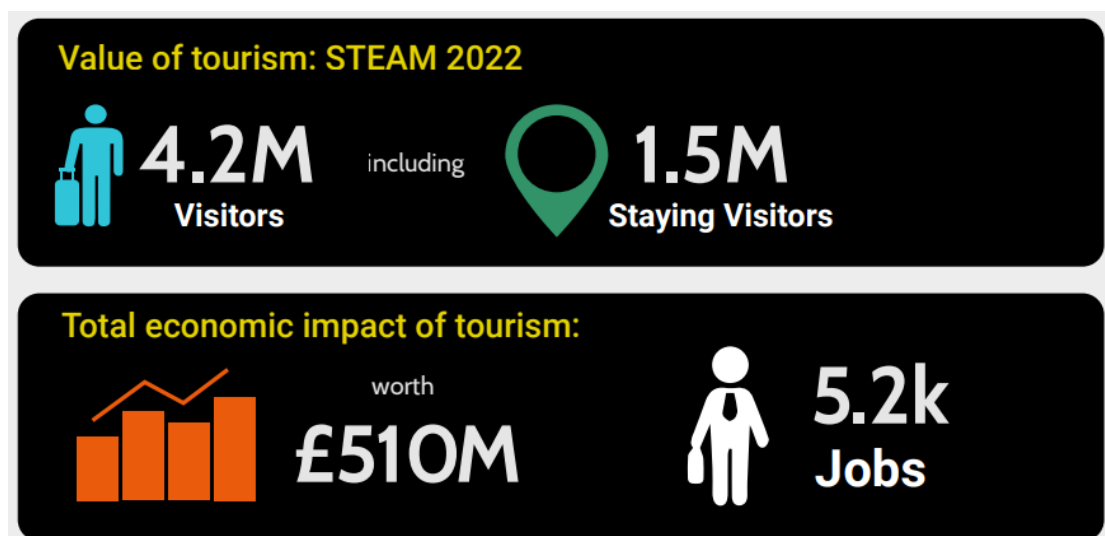 Value of tourism: STEAM 2022
4.2M including 1.5M
Visitors Staying Visitors
Total economic impact of tourism:
worth
£510M
5.2k
Jobs